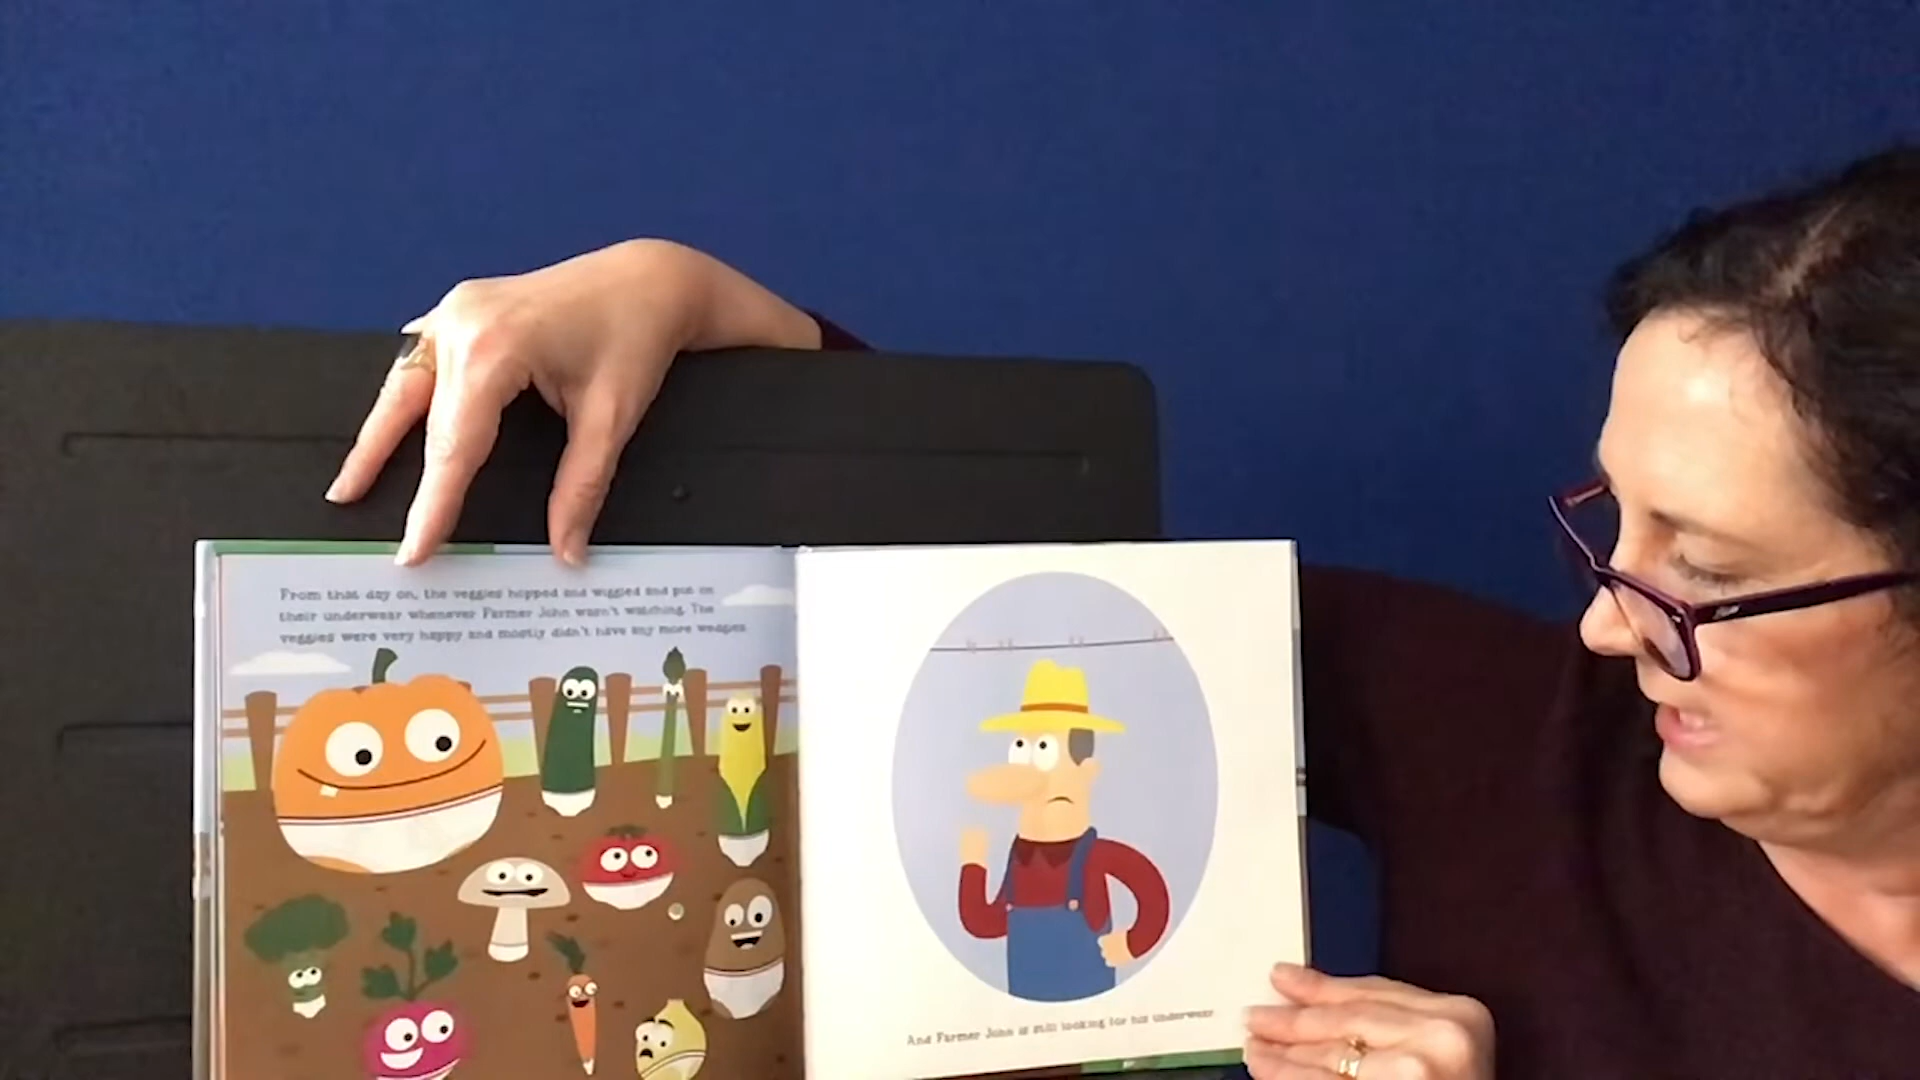 From that day on, the veggies hopped and wiggled and put on
their underwear whenever Farmer John wasn't watching. The
veggies were very happy and mostly didn't have any more wedgies.
And Farmer John is still looking for his underwear.